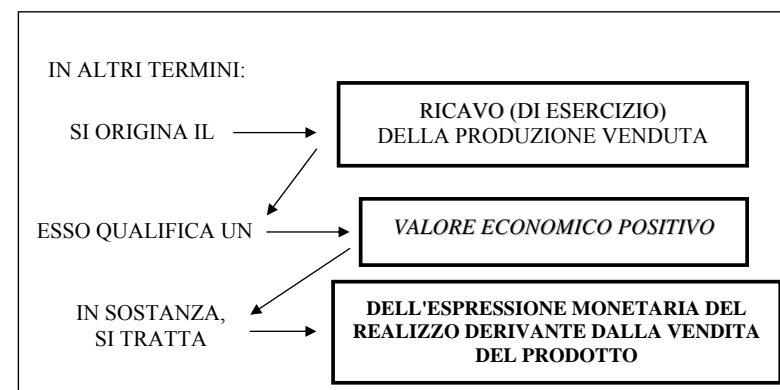 IN ALTRI TERMINI:
SI ORIGINA IL
RICAVO (DI ESERCIZIO)
DELLA PRODUZIONE VENDUTA
ESSO QUALIFICA UN
VALORE ECONOMICO POSITIVO
IN SOSTANZA,
SI TRATTA
DELL'ESPRESSIONE MONETARIA DEL
REALIZZO DERIVANTE DALLA VENDITA
DEL PRODOTTO